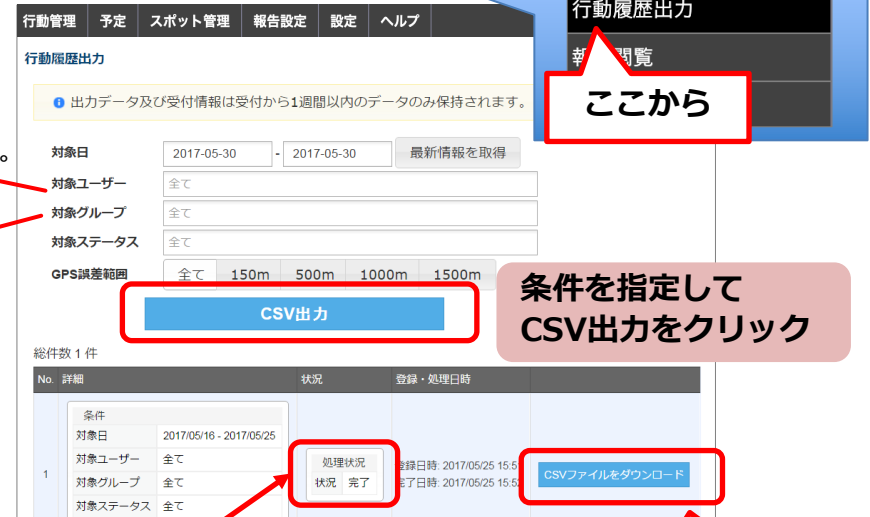 行動管理 予定 スポット管理 報告設定 設定 ヘルプ
行動履歴出力
行動履歴出力
閲覧
ここから
出力データ及び受付情報は受付から1週間以内のデータのみ保持されます。
。
対象日 2017-05-30 - 2017-05-30 最新情報を取得
対象ユーザー 全て
対象グループ 全て
対象ステータス 全て
GPS誤差範囲 全て 150m 500m 1000m 1500m
CSV出力
条件を指定して
CSV出力をクリック
総件数 1 件
No. 詳細 状況 登録・処理日時
1
条件
対象日 2017/05/16 - 2017/05/25
対象ユーザー 全て
対象グループ 全て
対象ステータス 全て
処理状況
状況 完了
登録日時: 2017/05/25 15:5
完了日時: 2017/05/25 15:5
CSVファイルをダウンロード